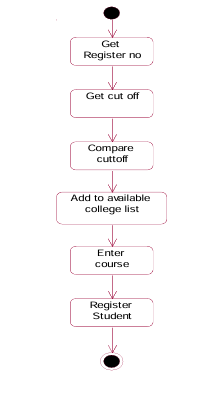 Get
Register no
Get cut off
Compare
cuttoff
Add to available
college list
Enter
course
Register
Student